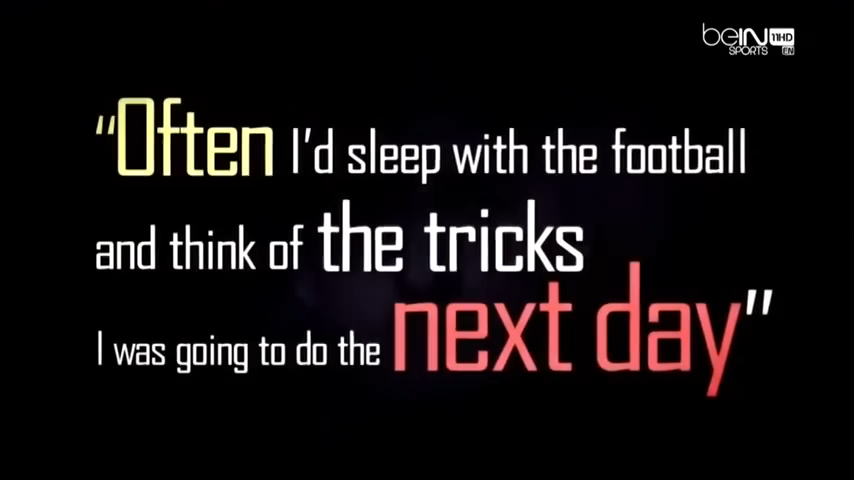 beIN 11HD
SPORTS EN
“Often I'd sleep with the football
and think of the tricks
I was going to do the next day”